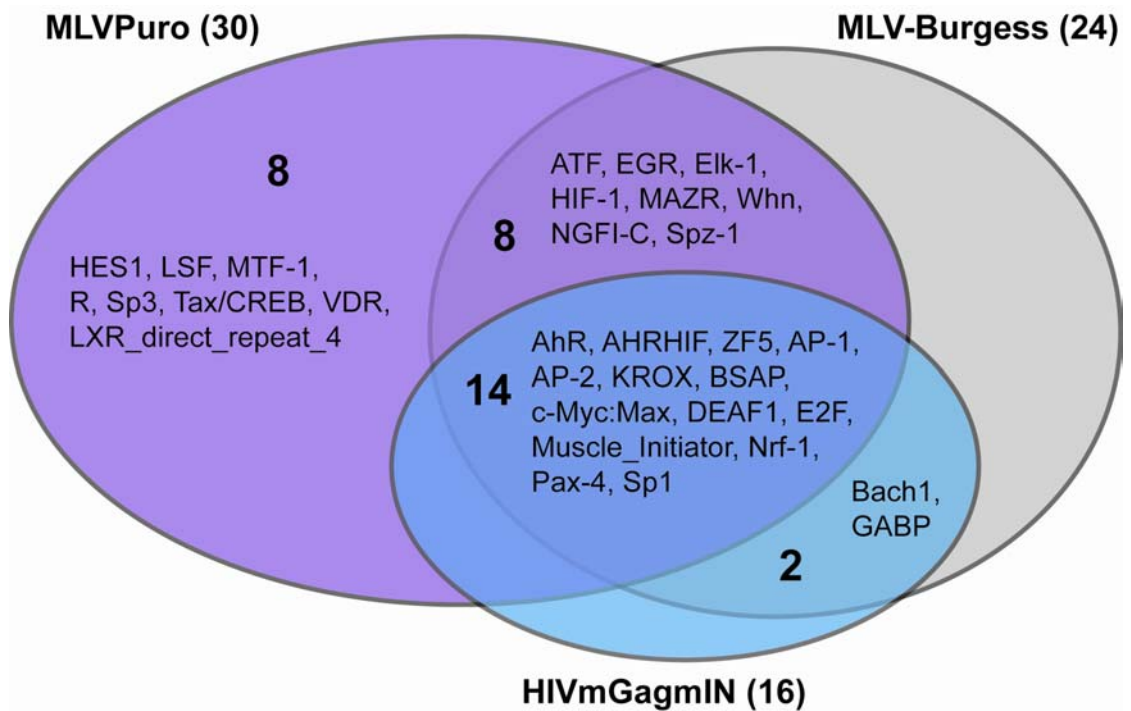 MLVPuro (30)
MLV-Burgess (24)
8
HES1, LSF, MTF-1,
R, Sp3, Tax/CREB, VDR,
LXR_direct_repeat_4
8
ATF, EGR, Elk-1,
HIF-1, MAZR, Whn,
NGFI-C, Spz-1
14
AhR, AHRHIF, ZF5, AP-1,
AP-2, KROX, BSAP,
c-Myc:Max, DEAF1, E2F,
Muscle_Initiator, Nrf-1,
Pax-4, Sp1
Bach1,
GABP
2
HIVmGagmIN (16)